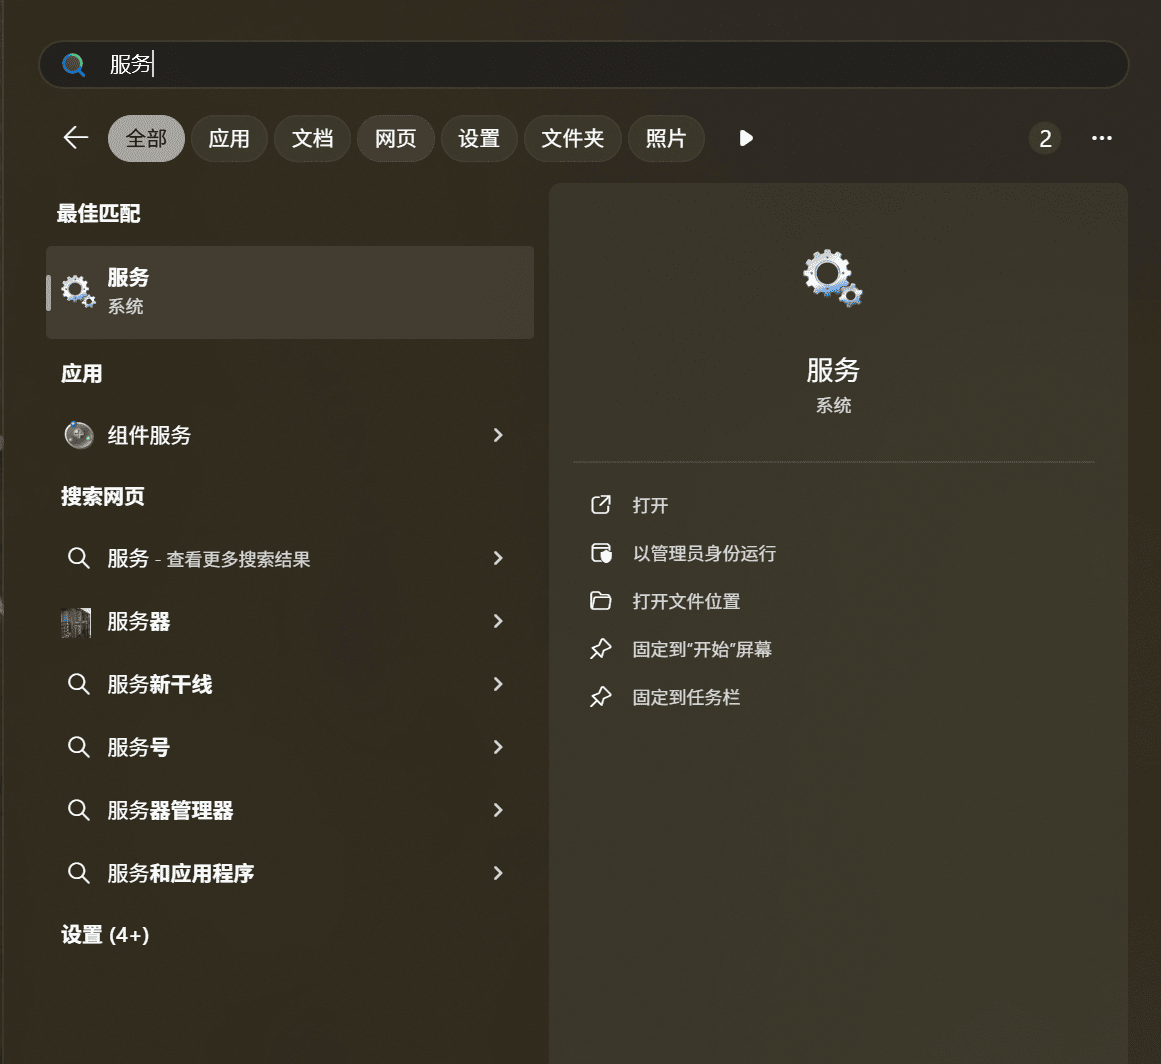 服务
全部
应用
文档
网页
设置
文件夹
照片
2
最佳匹配
服务
系统
应用
组件服务
搜索网页
服务 - 查看更多搜索结果
服务器
服务新干线
服务号
服务器管理器
服务和应用程序
设置 (4+)
服务
系统
打开
以管理员身份运行
打开文件位置
固定到“开始”屏幕
固定到任务栏